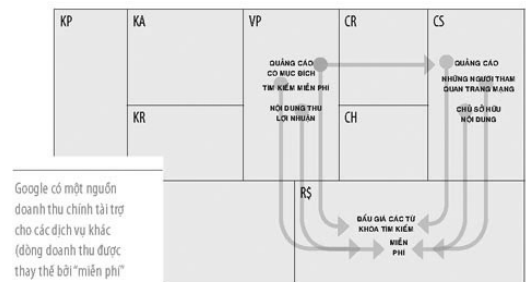 KP
KA
VP
CR
CS
QUẢNG CÁO
CÓ MỤC ĐÍCH
TÌM KIẾM MIỄN PHÍ
NỘI DUNG THU
LỢI NHUẬN
QUẢNG CÁO
NHỮNG NGƯỜI THAM
QUAN TRANG MẠNG
CHỦ SỞ HỮU
NỘI DUNG
KR
CH
Google có một nguồn
doanh thu chính tài trợ
cho các dịch vụ khác
(dòng doanh thu được
thay thế bởi "miễn phí"
R$
ĐẤU GIÁ CÁC TỪ
KHÓA TÌM KIẾM
MIỄN
PHÍ